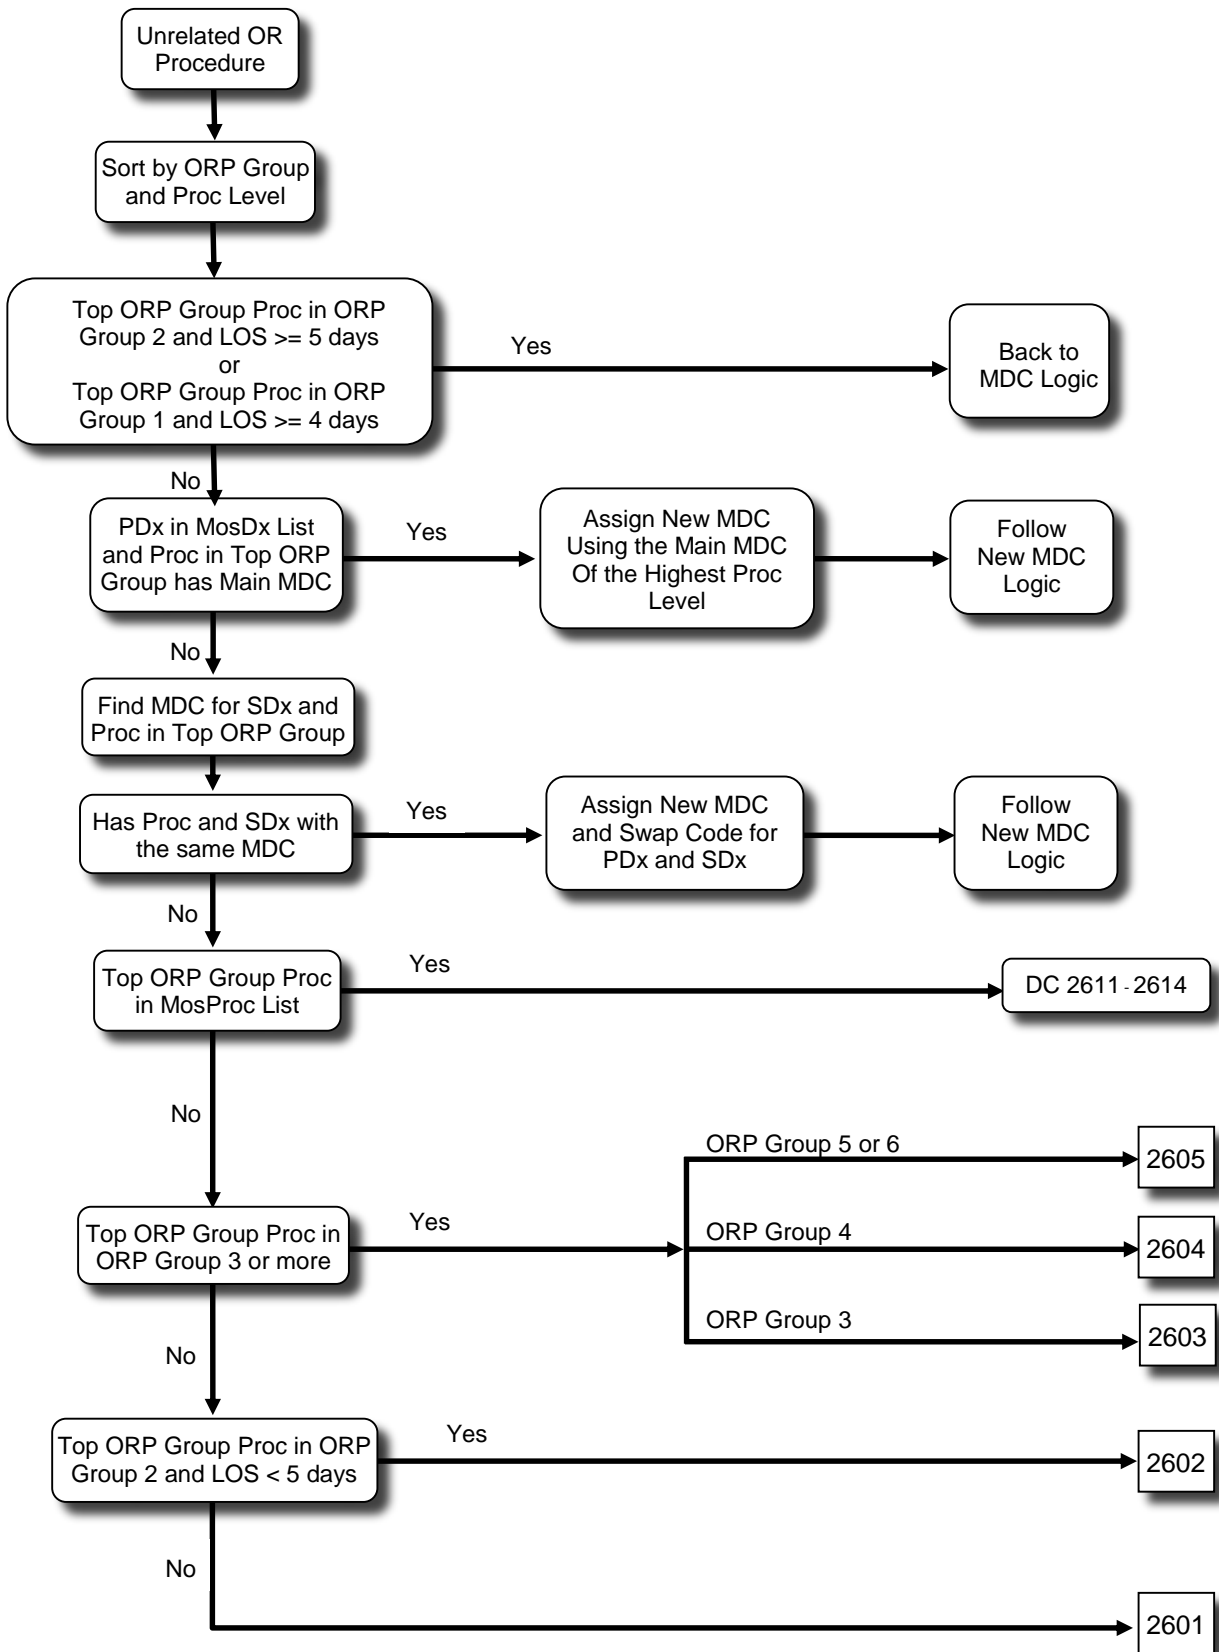 Unrelated OR
Procedure
Sort by ORP Group
and Proc Level
Top ORP Group Proc in ORP
Group 2 and LOS >= 5 days
or
Top ORP Group Proc in ORP
Group 1 and LOS >= 4 days
Yes
Back to
MDC Logic
No
PDx in MosDx List
and Proc in Top ORP
Group has Main MDC
Yes
Assign New MDC
Using the Main MDC
Of the Highest Proc
Level
Follow
New MDC
Logic
No
Find MDC for SDx and
Proc in Top ORP Group
Has Proc and SDx with
the same MDC
Yes
Assign New MDC
and Swap Code for
PDx and SDx
Follow
New MDC
Logic
No
Top ORP Group Proc
in MosProc List
Yes
DC 2611 - 2614
No
Top ORP Group Proc in
ORP Group 3 or more
Yes
ORP Group 5 or 6
2605
ORP Group 4
2604
ORP Group 3
2603
No
Top ORP Group Proc in ORP
Group 2 and LOS < 5 days
Yes
2602
No
2601